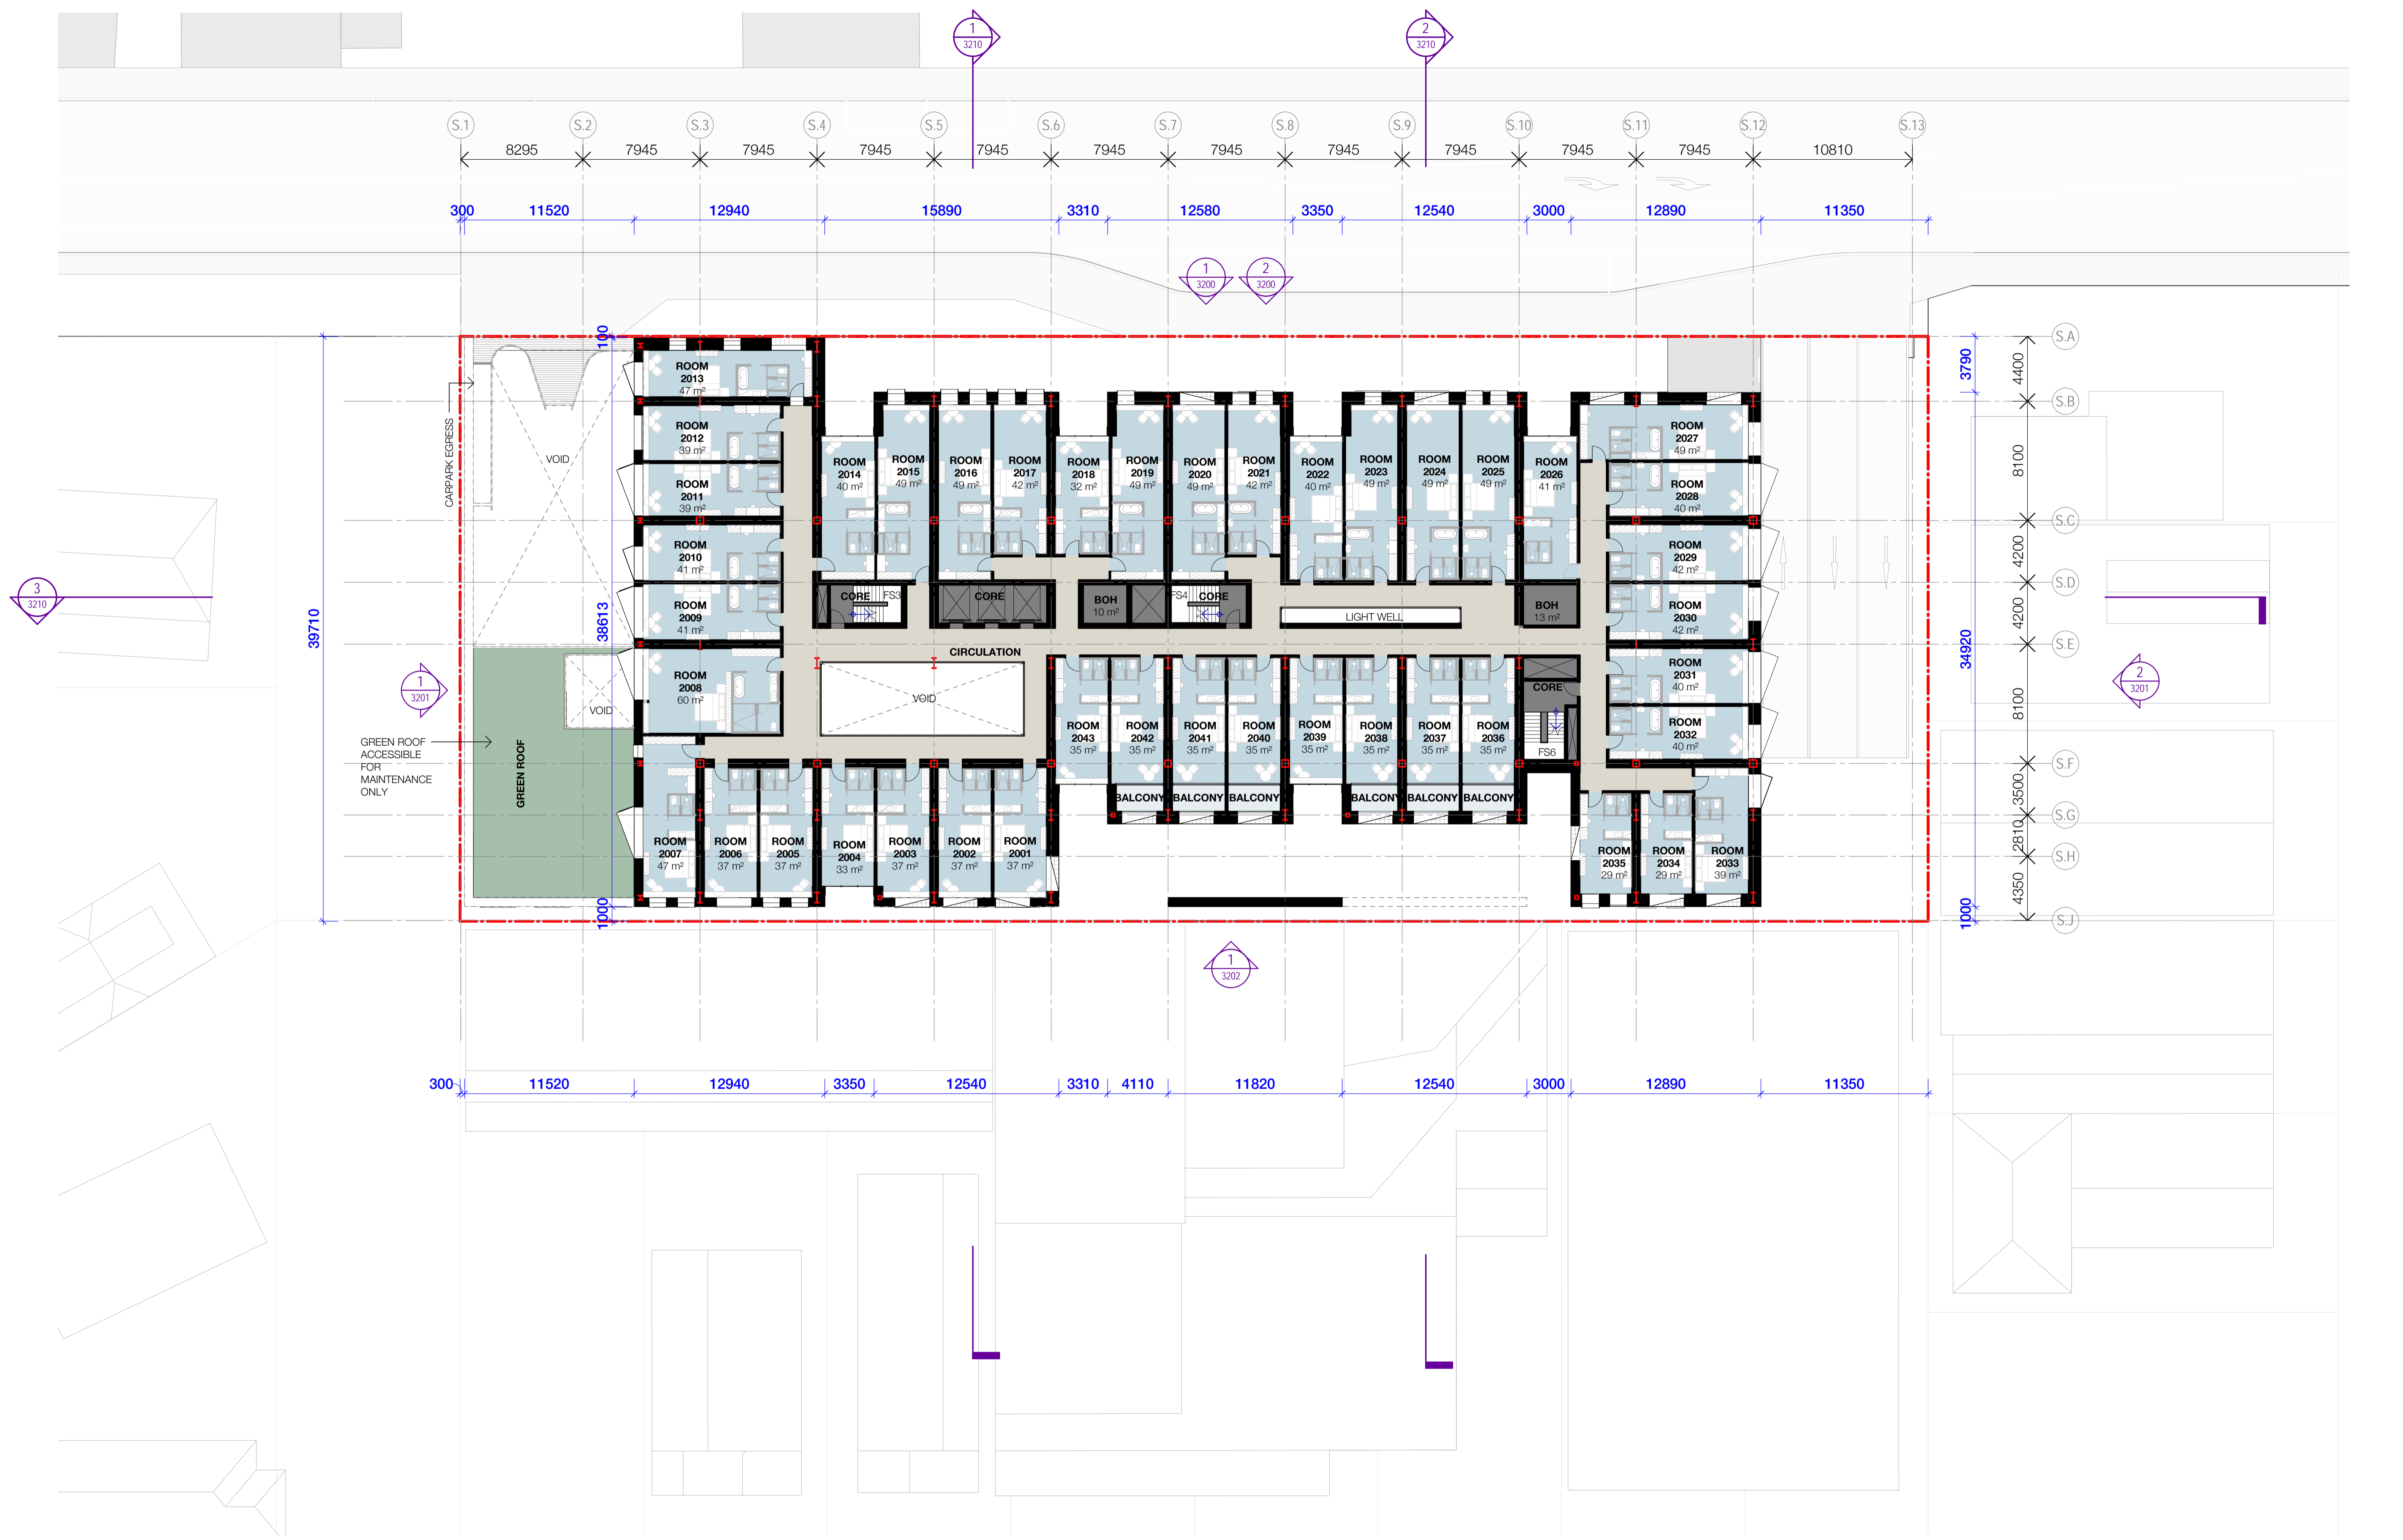 1
3210
2
3210
S.1
S.2
S.3
S.4
S.5
S.6
S.7
S.8
S.9
S.10
S.11
S.12
S.13
8295
7945
7945
7945
7945
7945
7945
7945
7945
7945
7945
10810
300
11520
12940
15890
3310
12580
3350
12540
3000
12890
11350
1
3200
2
3200
100
39710
38613
1000
CARPARK EGRESS
VOID
ROOM
2013
47 m²
ROOM
2012
39 m²
ROOM
2011
39 m²
ROOM
2010
41 m²
ROOM
2009
41 m²
ROOM
2008
60 m²
ROOM
2014
40 m²
ROOM
2015
49 m²
ROOM
2016
49 m²
ROOM
2017
42 m²
ROOM
2018
32 m²
ROOM
2019
49 m²
ROOM
2020
49 m²
ROOM
2021
42 m²
ROOM
2022
40 m²
ROOM
2023
49 m²
ROOM
2024
49 m²
ROOM
2025
49 m²
ROOM
2026
41 m²
ROOM
2027
49 m²
ROOM
2028
40 m²
ROOM
2029
42 m²
ROOM
2030
42 m²
ROOM
2031
40 m²
ROOM
2032
40 m²
CORE
FS3
CORE
BOH
10 m²
FS4
CORE
LIGHT WELL
BOH
13 m²
CIRCULATION
VOID
VOID
CORE
FS6
3
3210
1
3201
2
3201
GREEN ROOF
ACCESSIBLE
FOR
MAINTENANCE
ONLY
GREEN ROOF
ROOM
2043
35 m²
ROOM
2042
35 m²
ROOM
2041
35 m²
ROOM
2040
35 m²
ROOM
2039
35 m²
ROOM
2038
35 m²
ROOM
2037
35 m²
ROOM
2036
35 m²
BALCONY
BALCONY
BALCONY
BALCONY
BALCONY
BALCONY
ROOM
2007
47 m²
ROOM
2006
37 m²
ROOM
2005
37 m²
ROOM
2004
33 m²
ROOM
2003
37 m²
ROOM
2002
37 m²
ROOM
2001
37 m²
ROOM
2035
29 m²
ROOM
2034
29 m²
ROOM
2033
39 m²
3790
34920
1000
4400
8100
4200
4200
8100
3500
2810
4350
S.A
S.B
S.C
S.D
S.E
S.F
S.G
S.H
S.J
1
3202
300
11520
12940
3350
12540
3310
4110
11820
12540
3000
12890
11350